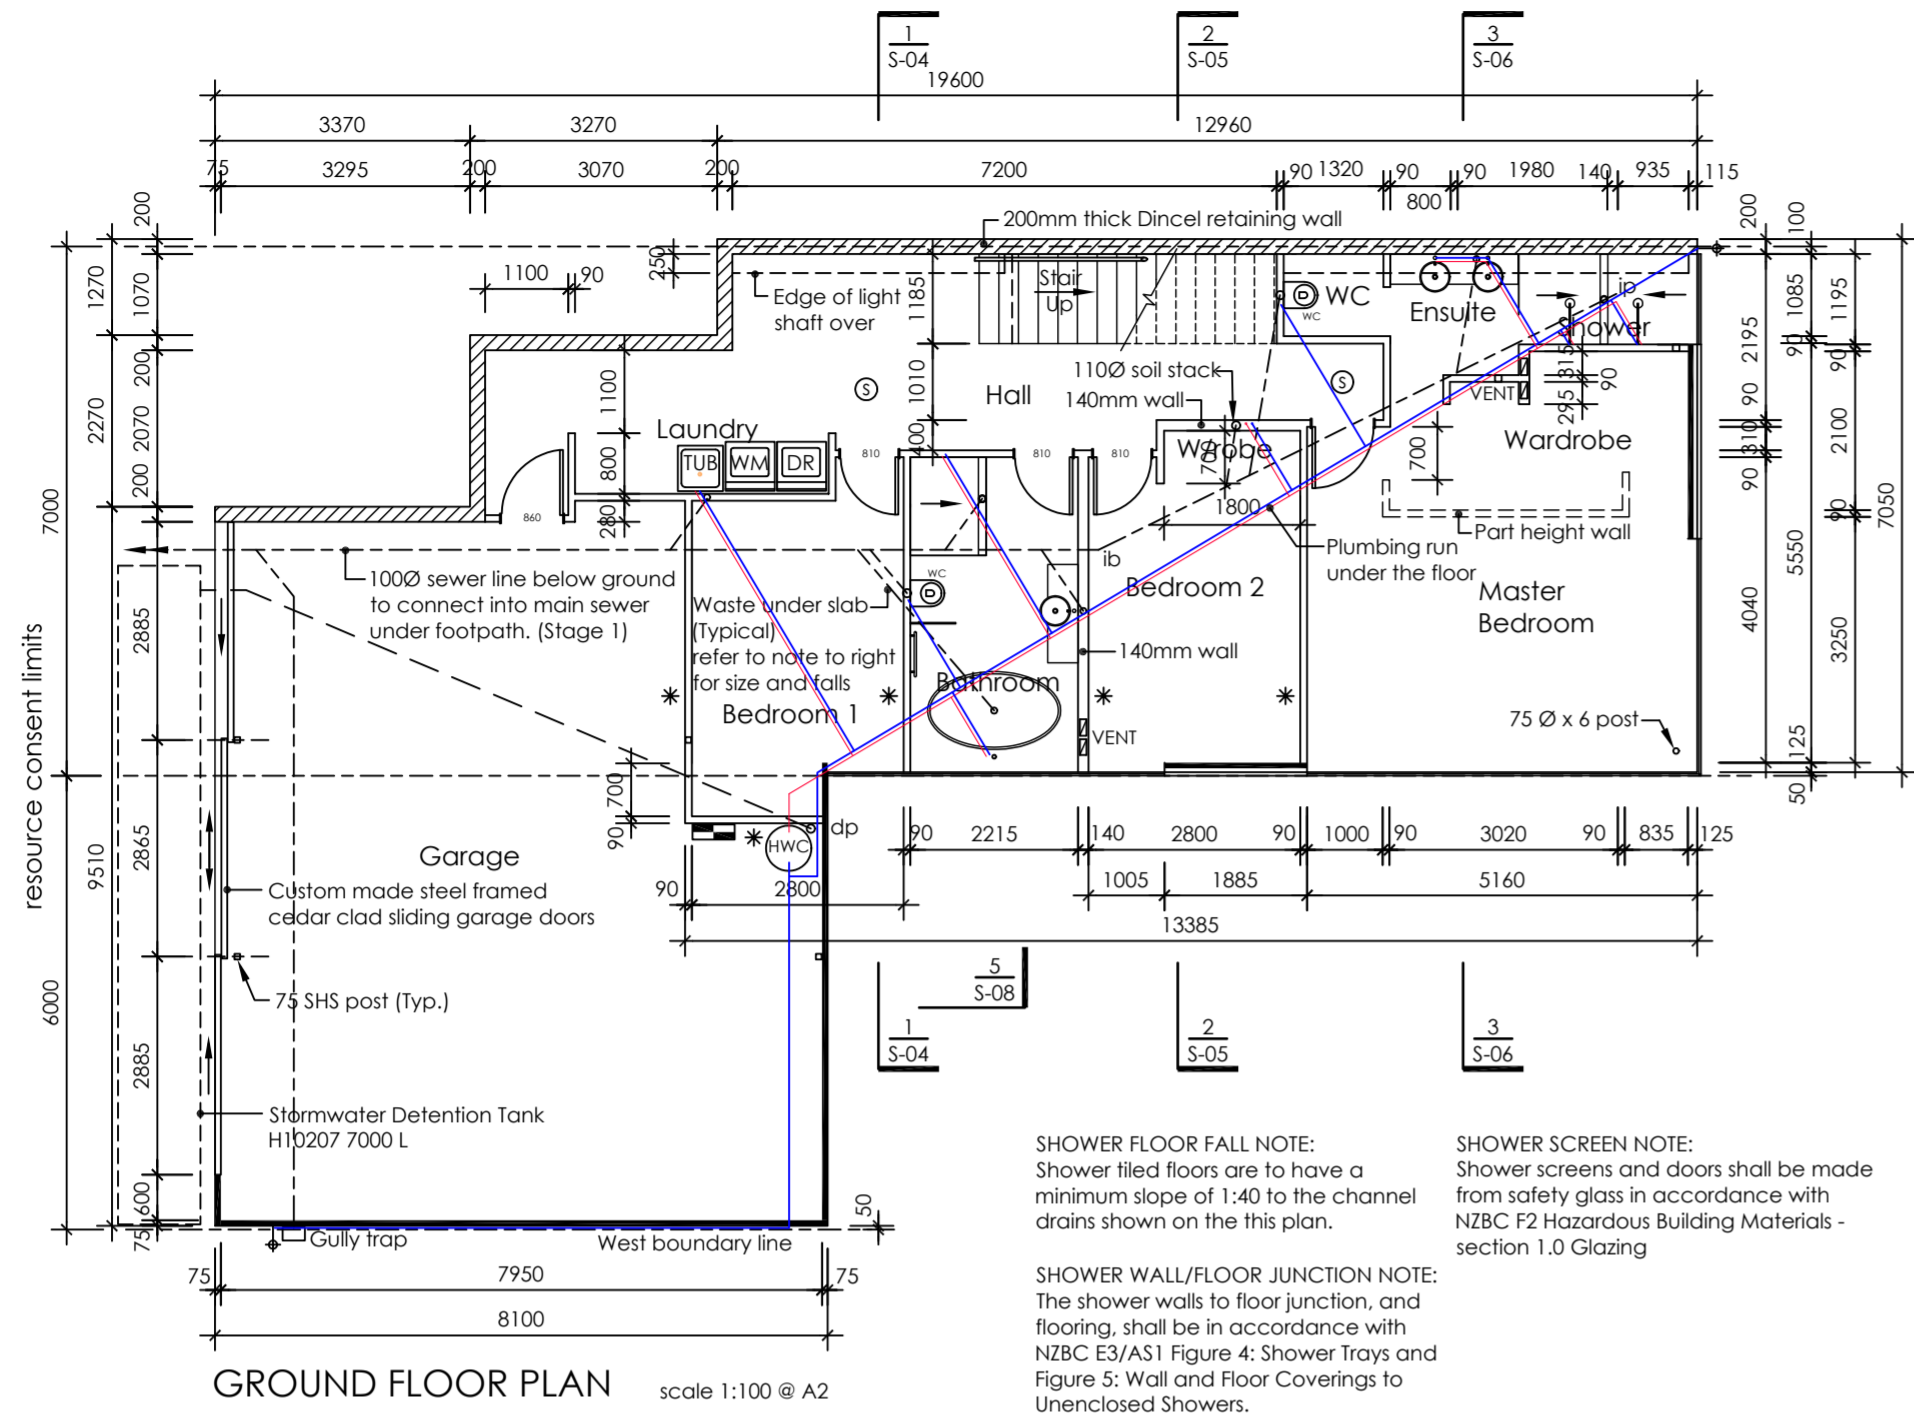 1
S-04
2
S-05
3
S-06
19600
3370
3270
12960
75
3295
200
3070
200
7200
90
1320
90
800
90
1980
140
935
115
200mm thick Dincel retaining wall
1100
90
250
Edge of light
shaft over
1185
Stair
Up
WC
WC
Ensuite
ip
Shower
200
1270
1070
200
2270
2070
200
7000
1100
800
280
Laundry
TUB
WM
DR
S
1010
400
Hall
110Ø soil stack
140mm wall
S
W/robe
700
1800
810
810
810
860
VENT
315
295
90
Wardrobe
700
Part height wall
200
100
1085
1195
2195
90
90
90
310
2100
90
90
7050
5550
4040
3250
125
50
100Ø sewer line below ground
to connect into main sewer
under footpath. (Stage 1)
Waste under slab
(Typical)
refer to note to right
for size and falls
WC
ib
Bedroom 2
Plumbing run
under the floor
Master
Bedroom
140mm wall
Bathroom
Bedroom 1
VENT
75 Ø x 6 post
resource consent limits
2885
9510
2865
6000
2885
600
75
700
90
dp
HWC
Garage
Custom made steel framed
cedar clad sliding garage doors
90
2800
90
2215
140
2800
90
1000
90
3020
90
835
125
1005
1885
5160
13385
75 SHS post (Typ.)
5
S-08
1
S-04
2
S-05
3
S-06
Stormwater Detention Tank
H10207 7000 L
50
Gully trap
West boundary line
75
7950
75
8100
GROUND FLOOR PLAN
scale 1:100 @ A2
SHOWER FLOOR FALL NOTE:
Shower tiled floors are to have a
minimum slope of 1:40 to the channel
drains shown on the this plan.
SHOWER WALL/FLOOR JUNCTION NOTE:
The shower walls to floor junction, and
flooring, shall be in accordance with
NZBC E3/AS1 Figure 4: Shower Trays and
Figure 5: Wall and Floor Coverings to
Unenclosed Showers.
SHOWER SCREEN NOTE:
Shower screens and doors shall be made
from safety glass in accordance with
NZBC F2 Hazardous Building Materials -
section 1.0 Glazing